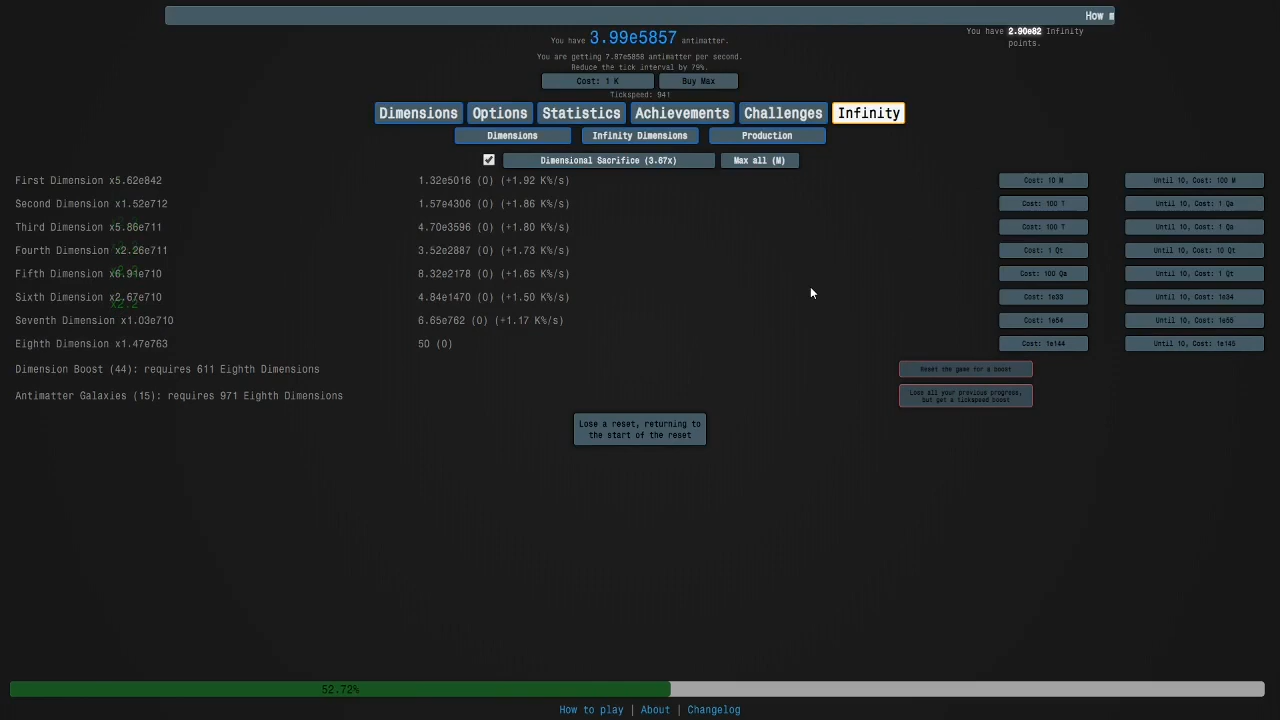 How m
You have 3.99e5857 antimatter.
You have 2.90e82 Infinity
points.
You are getting 7.87e5858 antimatter per second.
Reduce the tick interval by 79%.
Cost: 1 K Buy Max
Tickspeed: 941
Dimensions Options Statistics Achievements Challenges Infinity
Dimensions Infinity Dimensions Production
Dimensional Sacrifice (3.67x) Max all (M)
First Dimension x5.62e842 1.32e5016 (0) (+1.92 K%/s) Cost: 10 M Until 10, Cost: 100 M
Second Dimension x1.52e712 1.57e4306 (0) (+1.86 K%/s) Cost: 100 T Until 10, Cost: 1 Qa
Third Dimension x5.86e711 4.70e3596 (0) (+1.80 K%/s) Cost: 100 T Until 10, Cost: 1 Qa
Fourth Dimension x2.26e711 3.52e2887 (0) (+1.73 K%/s) Cost: 1 Qt Until 10, Cost: 10 Qt
Fifth Dimension x6.91e710 8.32e2178 (0) (+1.65 K%/s) Cost: 100 Qa Until 10, Cost: 1 Qt
Sixth Dimension x2.67e710 4.84e1470 (0) (+1.50 K%/s) Cost: 1e33 Until 10, Cost: 1e34
x2.2
Seventh Dimension x1.03e710 6.65e762 (0) (+1.17 K%/s) Cost: 1e54 Until 10, Cost: 1e55
Eighth Dimension x1.47e763 50 (0) Cost: 1e144 Until 10, Cost: 1e145
Dimension Boost (44): requires 611 Eighth Dimensions Reset the game for a boost
Antimatter Galaxies (15): requires 971 Eighth Dimensions
Lose all your previous progress,
but get a tickspeed boost
Lose a reset, returning to
the start of the reset
52.72%
How to play | About | Changelog